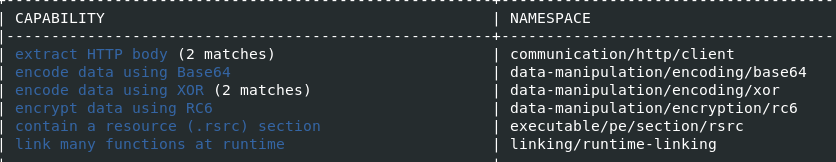 CAPABILITY | NAMESPACE
extract HTTP body (2 matches) | communication/http/client
encode data using Base64 | data-manipulation/encoding/base64
encode data using XOR (2 matches) | data-manipulation/encoding/xor
encrypt data using RC6 | data-manipulation/encryption/rc6
contain a resource (.rsrc) section | executable/pe/section/rsrc
link many functions at runtime | linking/runtime-linking